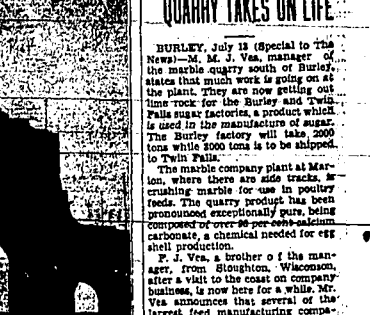 QUARRY TAKES ON LIFE
BURLEY, July 13 (Special to The
News)—M. M. J. Vea, manager of
the marble quarry south of Burley,
states that much work is going on at
the plant. They are now getting out
lime rock for the Burley and Twin
Falls sugar factories, a product which
is used in the manufacture of sugar.
The Burley factory will take 2000
tons while 3000 tons is to be shipped
to Twin Falls.
The marble company plant at Mar-
ion, where there are side tracks, is
crushing marble for use in poultry
feeds. The quarry product has been
pronounced exceptionally pure, being
composed of over 98 per cent calcium
carbonate, a chemical needed for egg
shell production.
P. J. Vea, a brother o f the man-
ager, from Stoughton, Wisconsin,
after a visit to the coast on company
business, is now here for a while. Mr.
Vea announces that several of the
largest feed manufacturing compa-